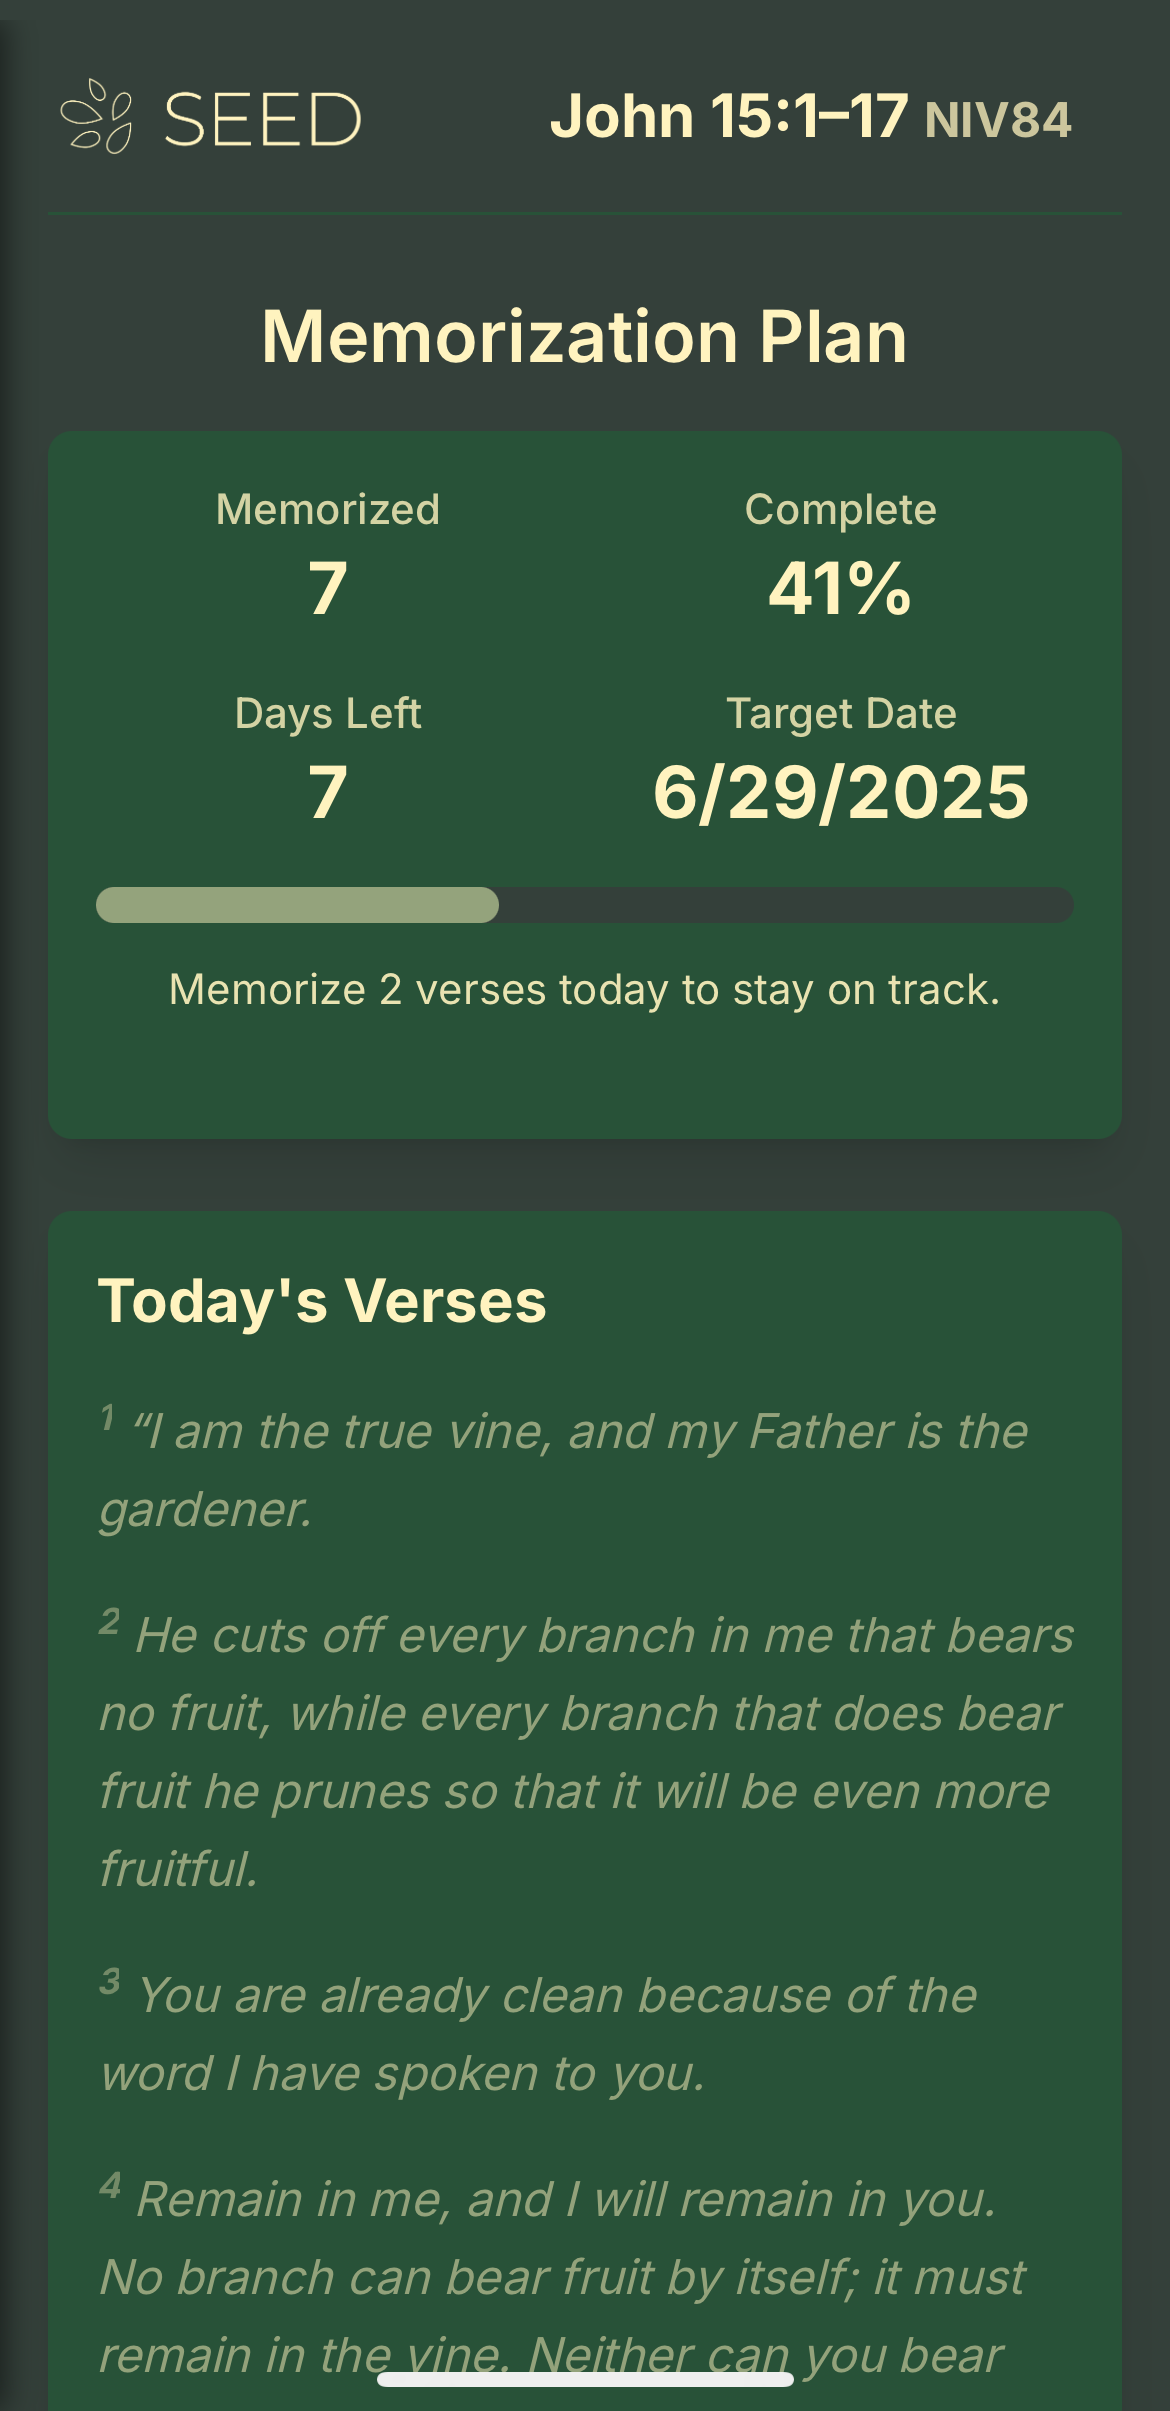 SEED
John 15:1–17 NIV84
Memorization Plan
Memorized
7
Complete
41%
Days Left
7
Target Date
6/29/2025
Memorize 2 verses today to stay on track.
Today's Verses
1 “I am the true vine, and my Father is the
gardener.
2 He cuts off every branch in me that bears
no fruit, while every branch that does bear
fruit he prunes so that it will be even more
fruitful.
3 You are already clean because of the
word I have spoken to you.
4 Remain in me, and I will remain in you.
No branch can bear fruit by itself; it must
remain in the vine. Neither can you bear